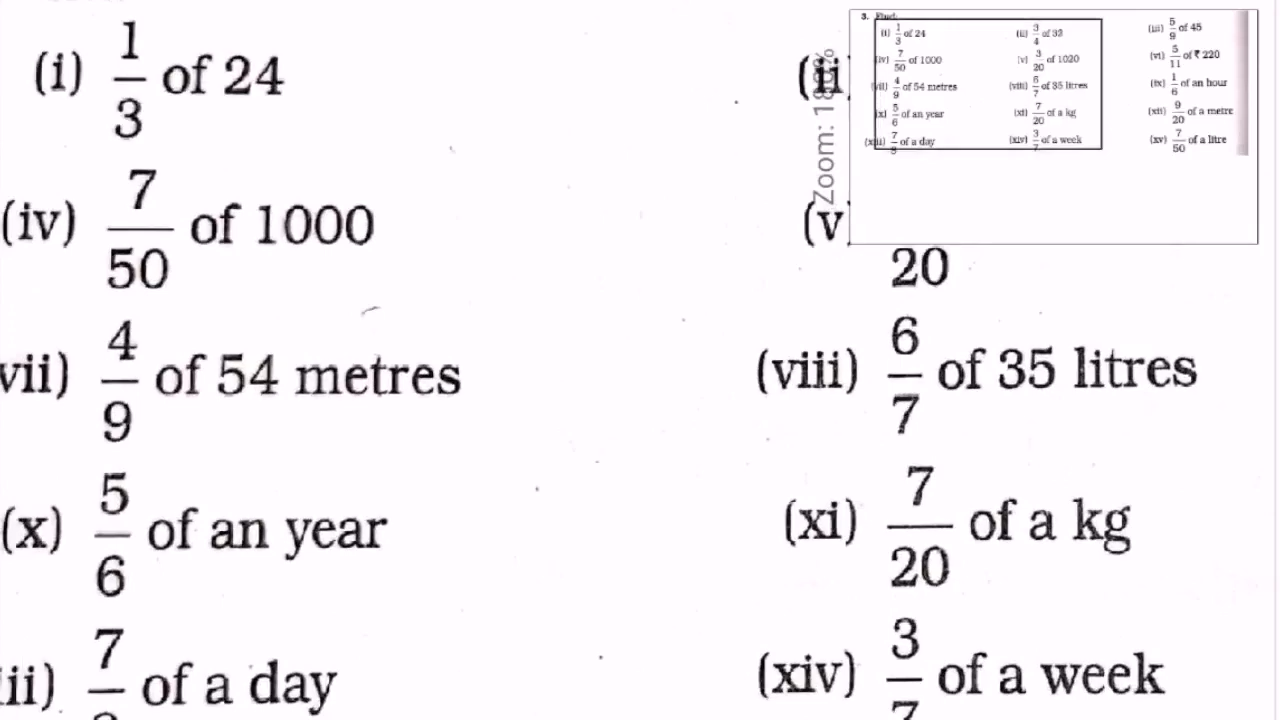 (i) 1/3 of 24
(ii
(iv) 7/50 of 1000
(v
20
vii) 4/9 of 54 metres
(viii) 6/7 of 35 litres
(x) 5/6 of an year
(xi) 7/20 of a kg
ii) 7/ of a day
(xiv) 3/7 of a week
3. Find:
(i) 1/3 of 24
(ii) 3/4 of 32
(iii) 5/9 of 45
(iv) 7/50 of 1000
(v) 3/20 of 1020
(vi) 5/11 of ₹ 220
(vii) 4/9 of 54 metres
(viii) 6/7 of 35 litres
(ix) 1/6 of an hour
(x) 5/6 of an year
(xi) 7/20 of a kg
(xii) 9/20 of a metre
(xiii) 7/8 of a day
(xiv) 3/7 of a week
(xv) 7/50 of a litre